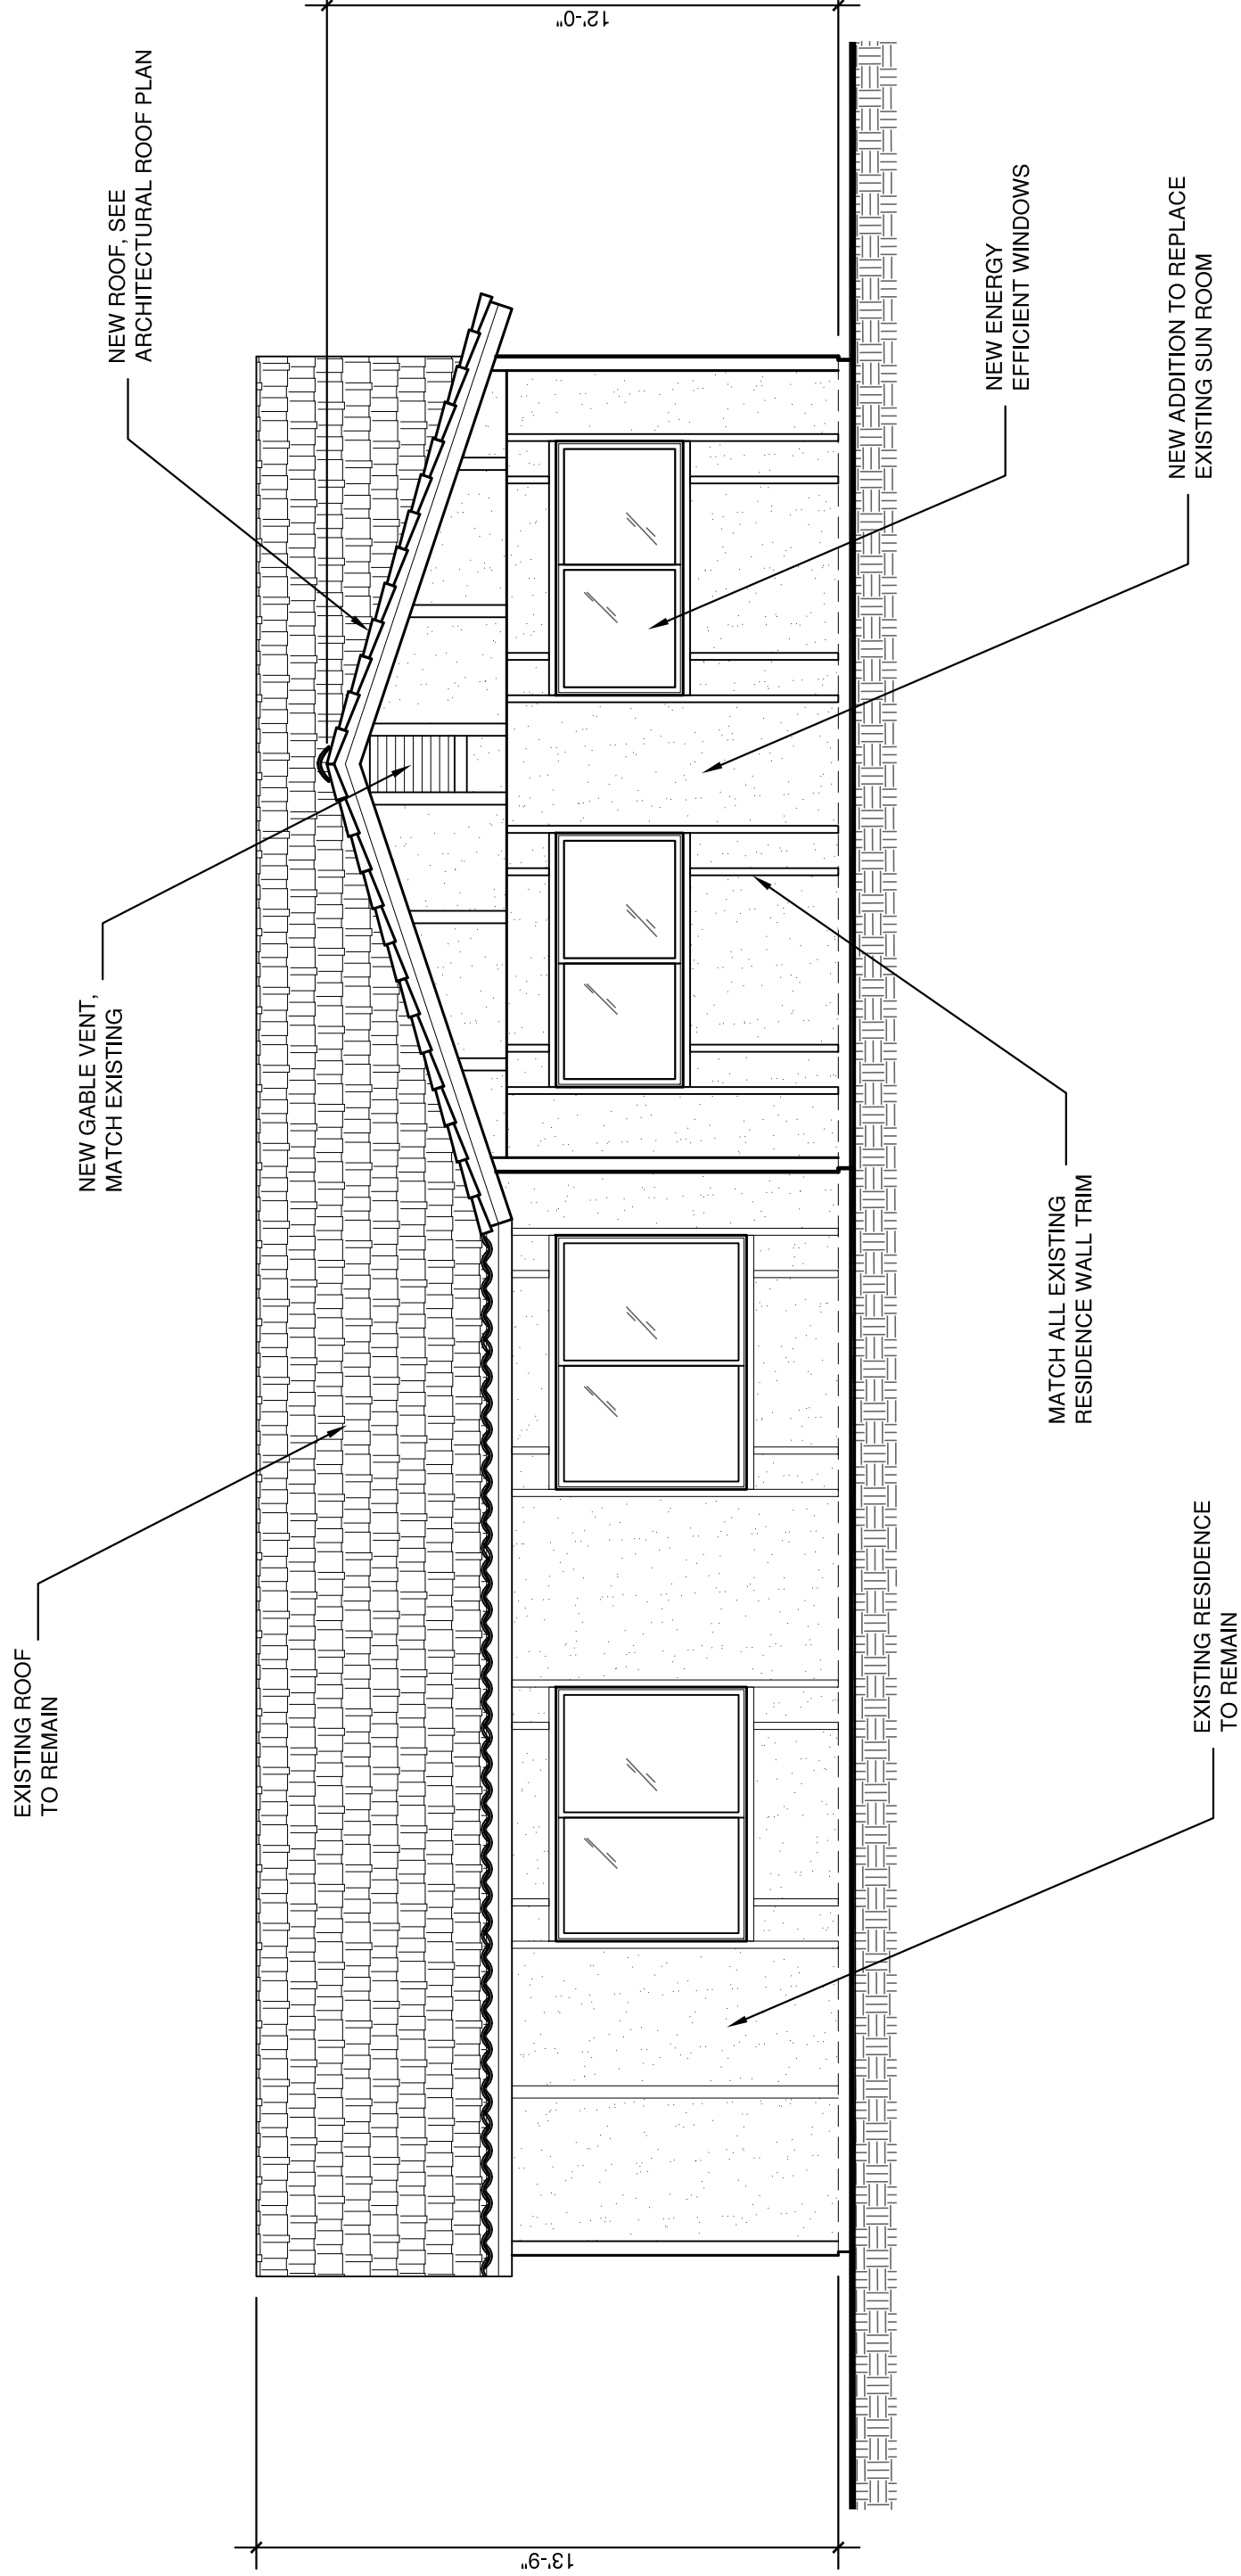 EXISTING ROOF
TO REMAIN
NEW GABLE VENT,
MATCH EXISTING
NEW ROOF, SEE
ARCHITECTURAL ROOF PLAN
13'-9"
12'-0"
EXISTING RESIDENCE
TO REMAIN
MATCH ALL EXISTING
RESIDENCE WALL TRIM
NEW ENERGY
EFFICIENT WINDOWS
NEW ADDITION TO REPLACE
EXISTING SUN ROOM